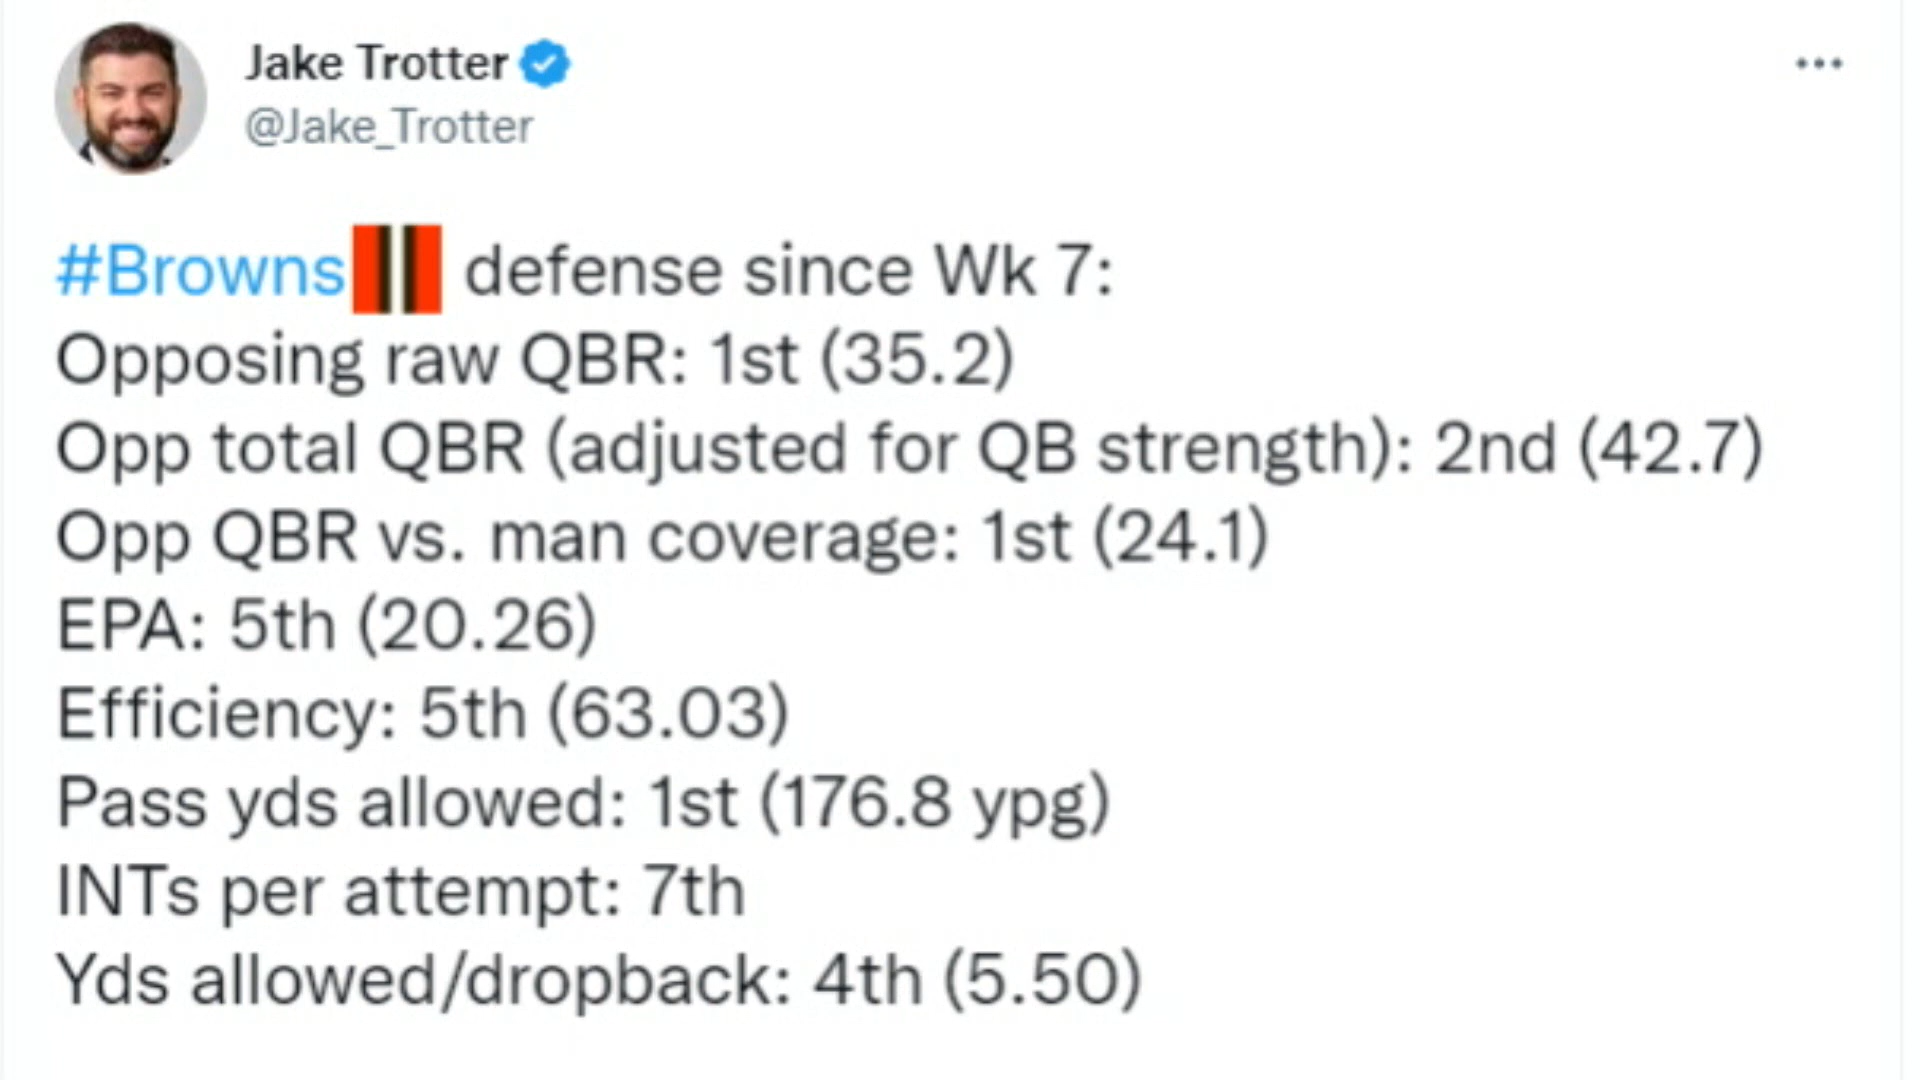 Jake Trotter
@Jake_Trotter
#Browns defense since Wk 7:
Opposing raw QBR: 1st (35.2)
Opp total QBR (adjusted for QB strength): 2nd (42.7)
Opp QBR vs. man coverage: 1st (24.1)
EPA: 5th (20.26)
Efficiency: 5th (63.03)
Pass yds allowed: 1st (176.8 ypg)
INTs per attempt: 7th
Yds allowed/dropback: 4th (5.50)